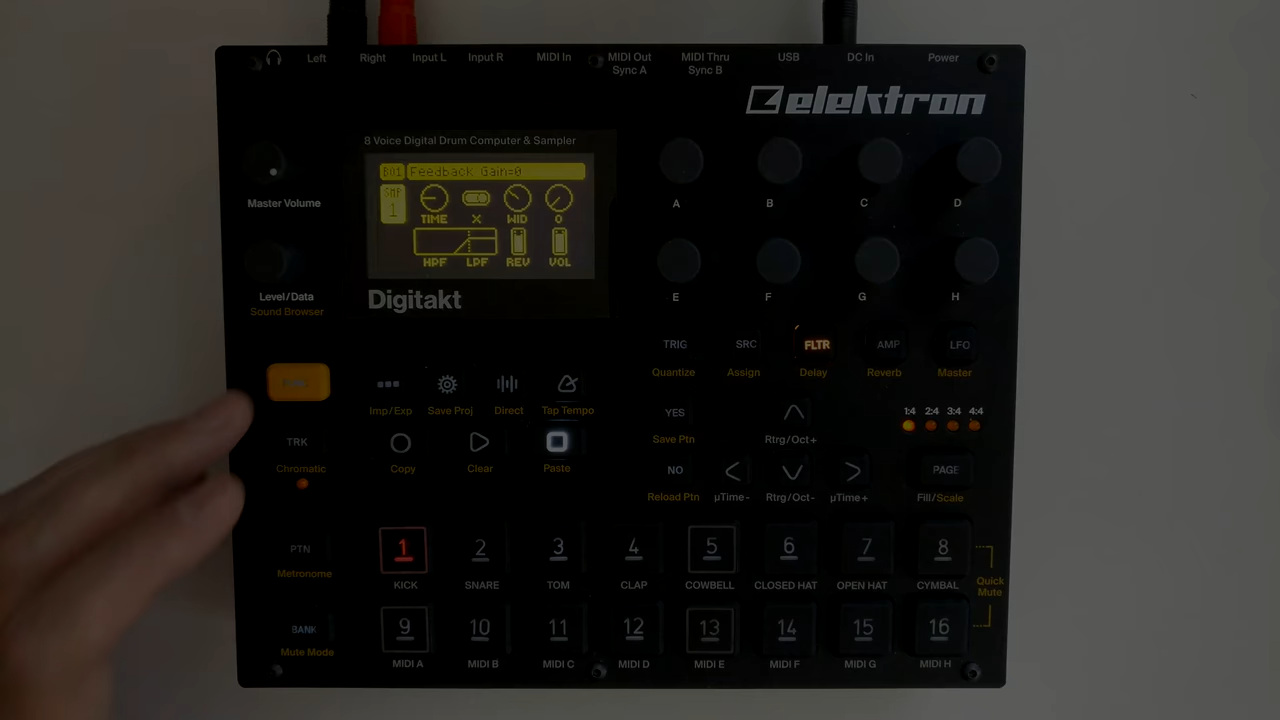 Left Right Input L Input R MIDI In MIDI Out MIDI Thru USB DC In Power
Sync A Sync B
elektron
8 Voice Digital Drum Computer & Sampler
B01 Feedback Gain=0
SMP
1
TIME X WID 0
HPF LPF REV VOL
Master Volume
A B C D
Digitakt
Level/Data
Sound Browser
E F G H
TRIG SRC FLTR AMP LFO
Quantize Assign Delay Reverb Master
Imp/Exp Save Proj Direct Tap Tempo
YES
Save Ptn
Rtrg/Oct+
1:4 2:4 3:4 4:4
TRK
Chromatic
Copy Clear Paste
NO
Reload Ptn µTime- Rtrg/Oct- µTime+
PAGE
Fill/Scale
PTN
Metronome
1 2 3 4 5 6 7 8
KICK SNARE TOM CLAP COWBELL CLOSED HAT OPEN HAT CYMBAL
Quick
Mute
BANK
Mute Mode
9 10 11 12 13 14 15 16
MIDI A MIDI B MIDI C MIDI D MIDI E MIDI F MIDI G MIDI H